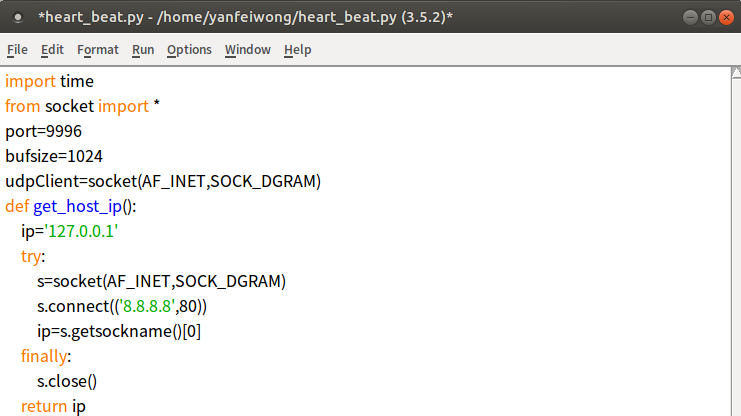 *heart_beat.py - /home/yanfeiwong/heart_beat.py (3.5.2)*
File Edit Format Run Options Window Help
import time
from socket import *
port=9996
bufsize=1024
udpClient=socket(AF_INET,SOCK_DGRAM)
def get_host_ip():
    ip='127.0.0.1'
    try:
        s=socket(AF_INET,SOCK_DGRAM)
        s.connect(('8.8.8.8',80))
        ip=s.getsockname()[0]
    finally:
        s.close()
    return ip